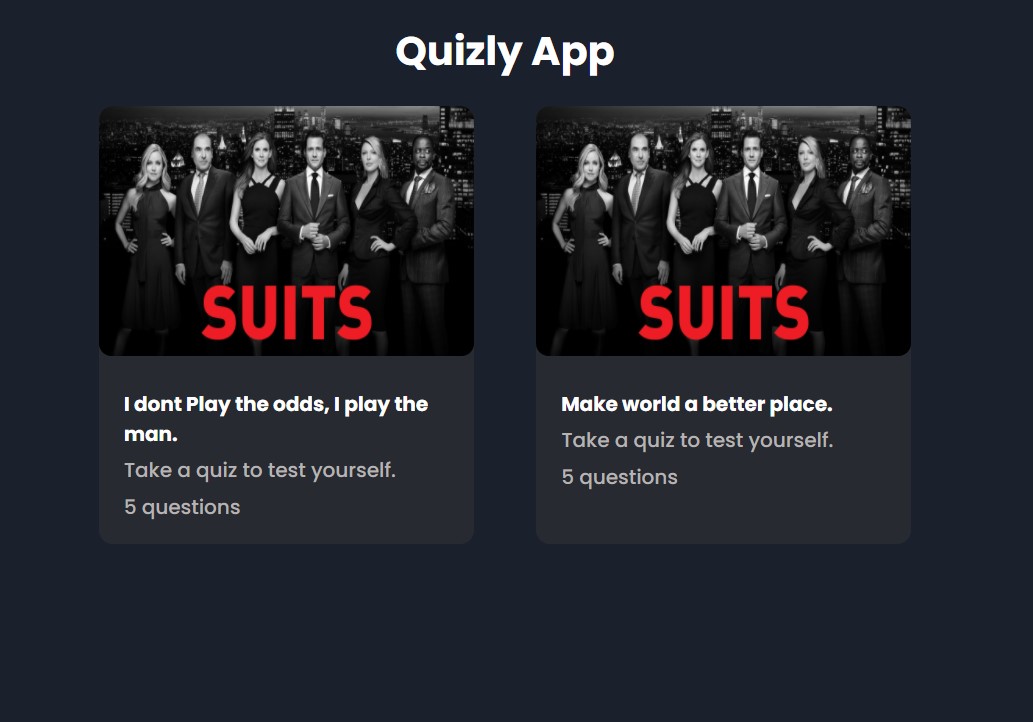 Quizly App
SUITS
SUITS
I dont Play the odds, I play the
man.
Take a quiz to test yourself.
5 questions
Make world a better place.
Take a quiz to test yourself.
5 questions